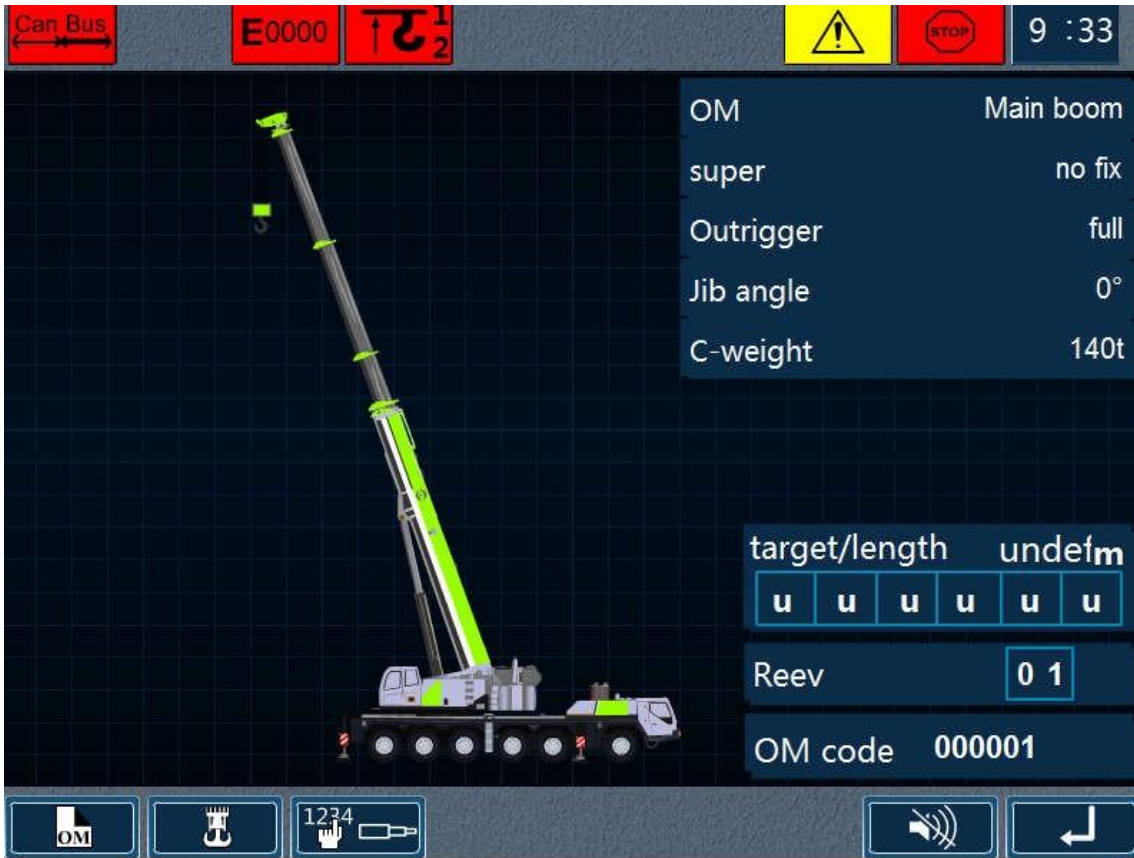 Can Bus
E0000
1
2
STOP
9 :33
OM Main boom
super no fix
Outrigger full
Jib angle 0°
C-weight 140t
target/length undefm
u u u u u u
Reev 0 1
OM code 000001
OM
1234